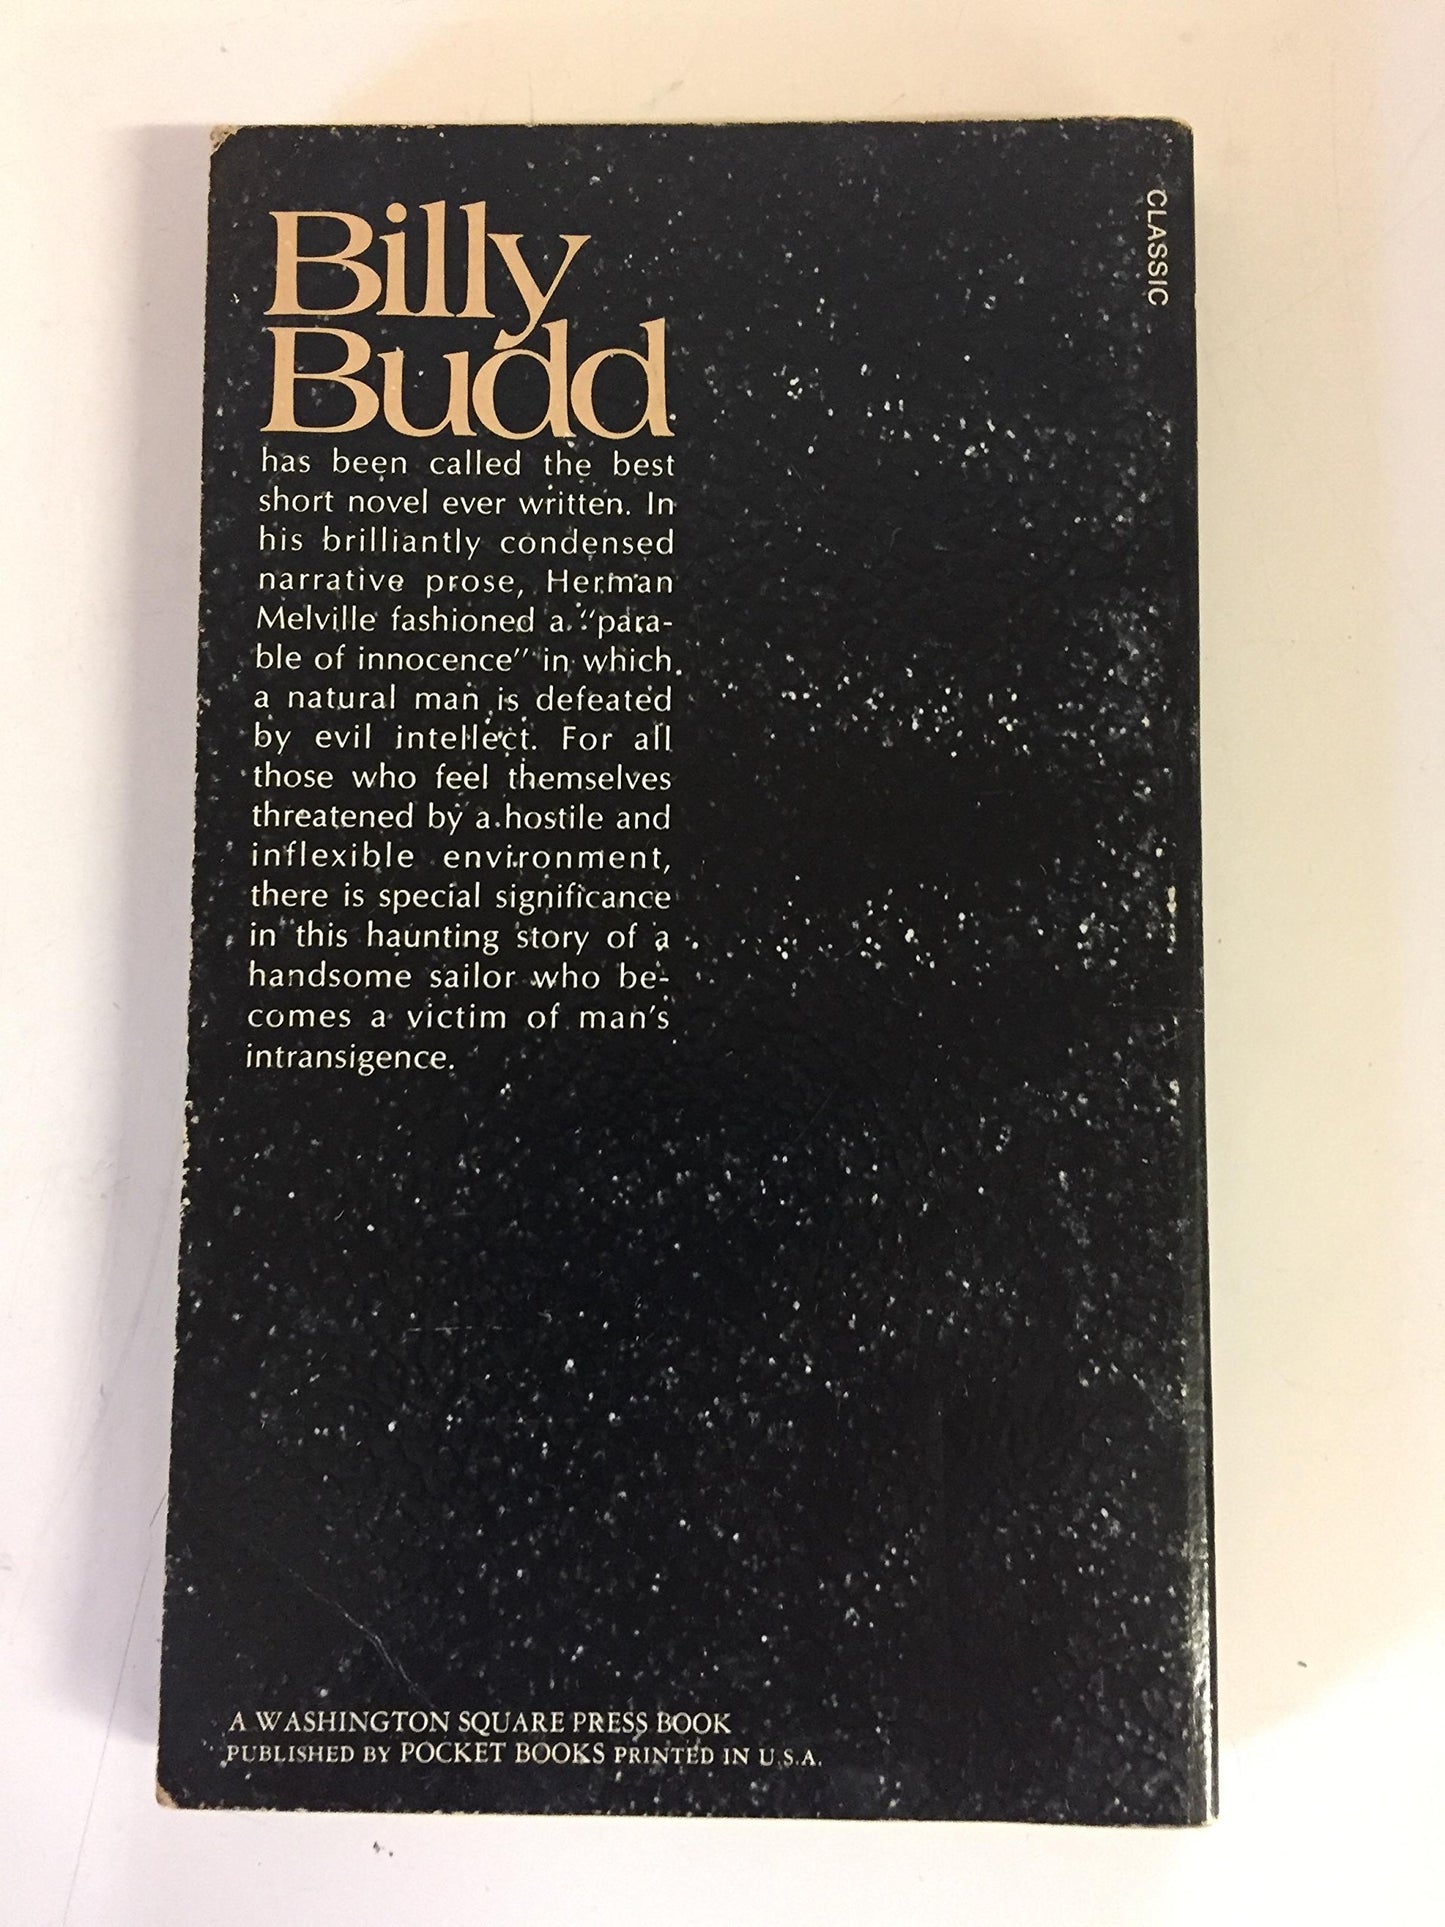 Billy
Budd
has been called the best
short novel ever written. In
his brilliantly condensed
narrative prose, Herman
Melville fashioned a "para-
ble of innocence" in which
a natural man is defeated
by evil intellect. For all
those who feel themselves
threatened by a hostile and
inflexible environment,
there is special significance
in this haunting story of a
handsome sailor who be-
comes a victim of man's
intransigence.
CLASSIC
A WASHINGTON SQUARE PRESS BOOK
PUBLISHED BY POCKET BOOKS PRINTED IN U.S.A.